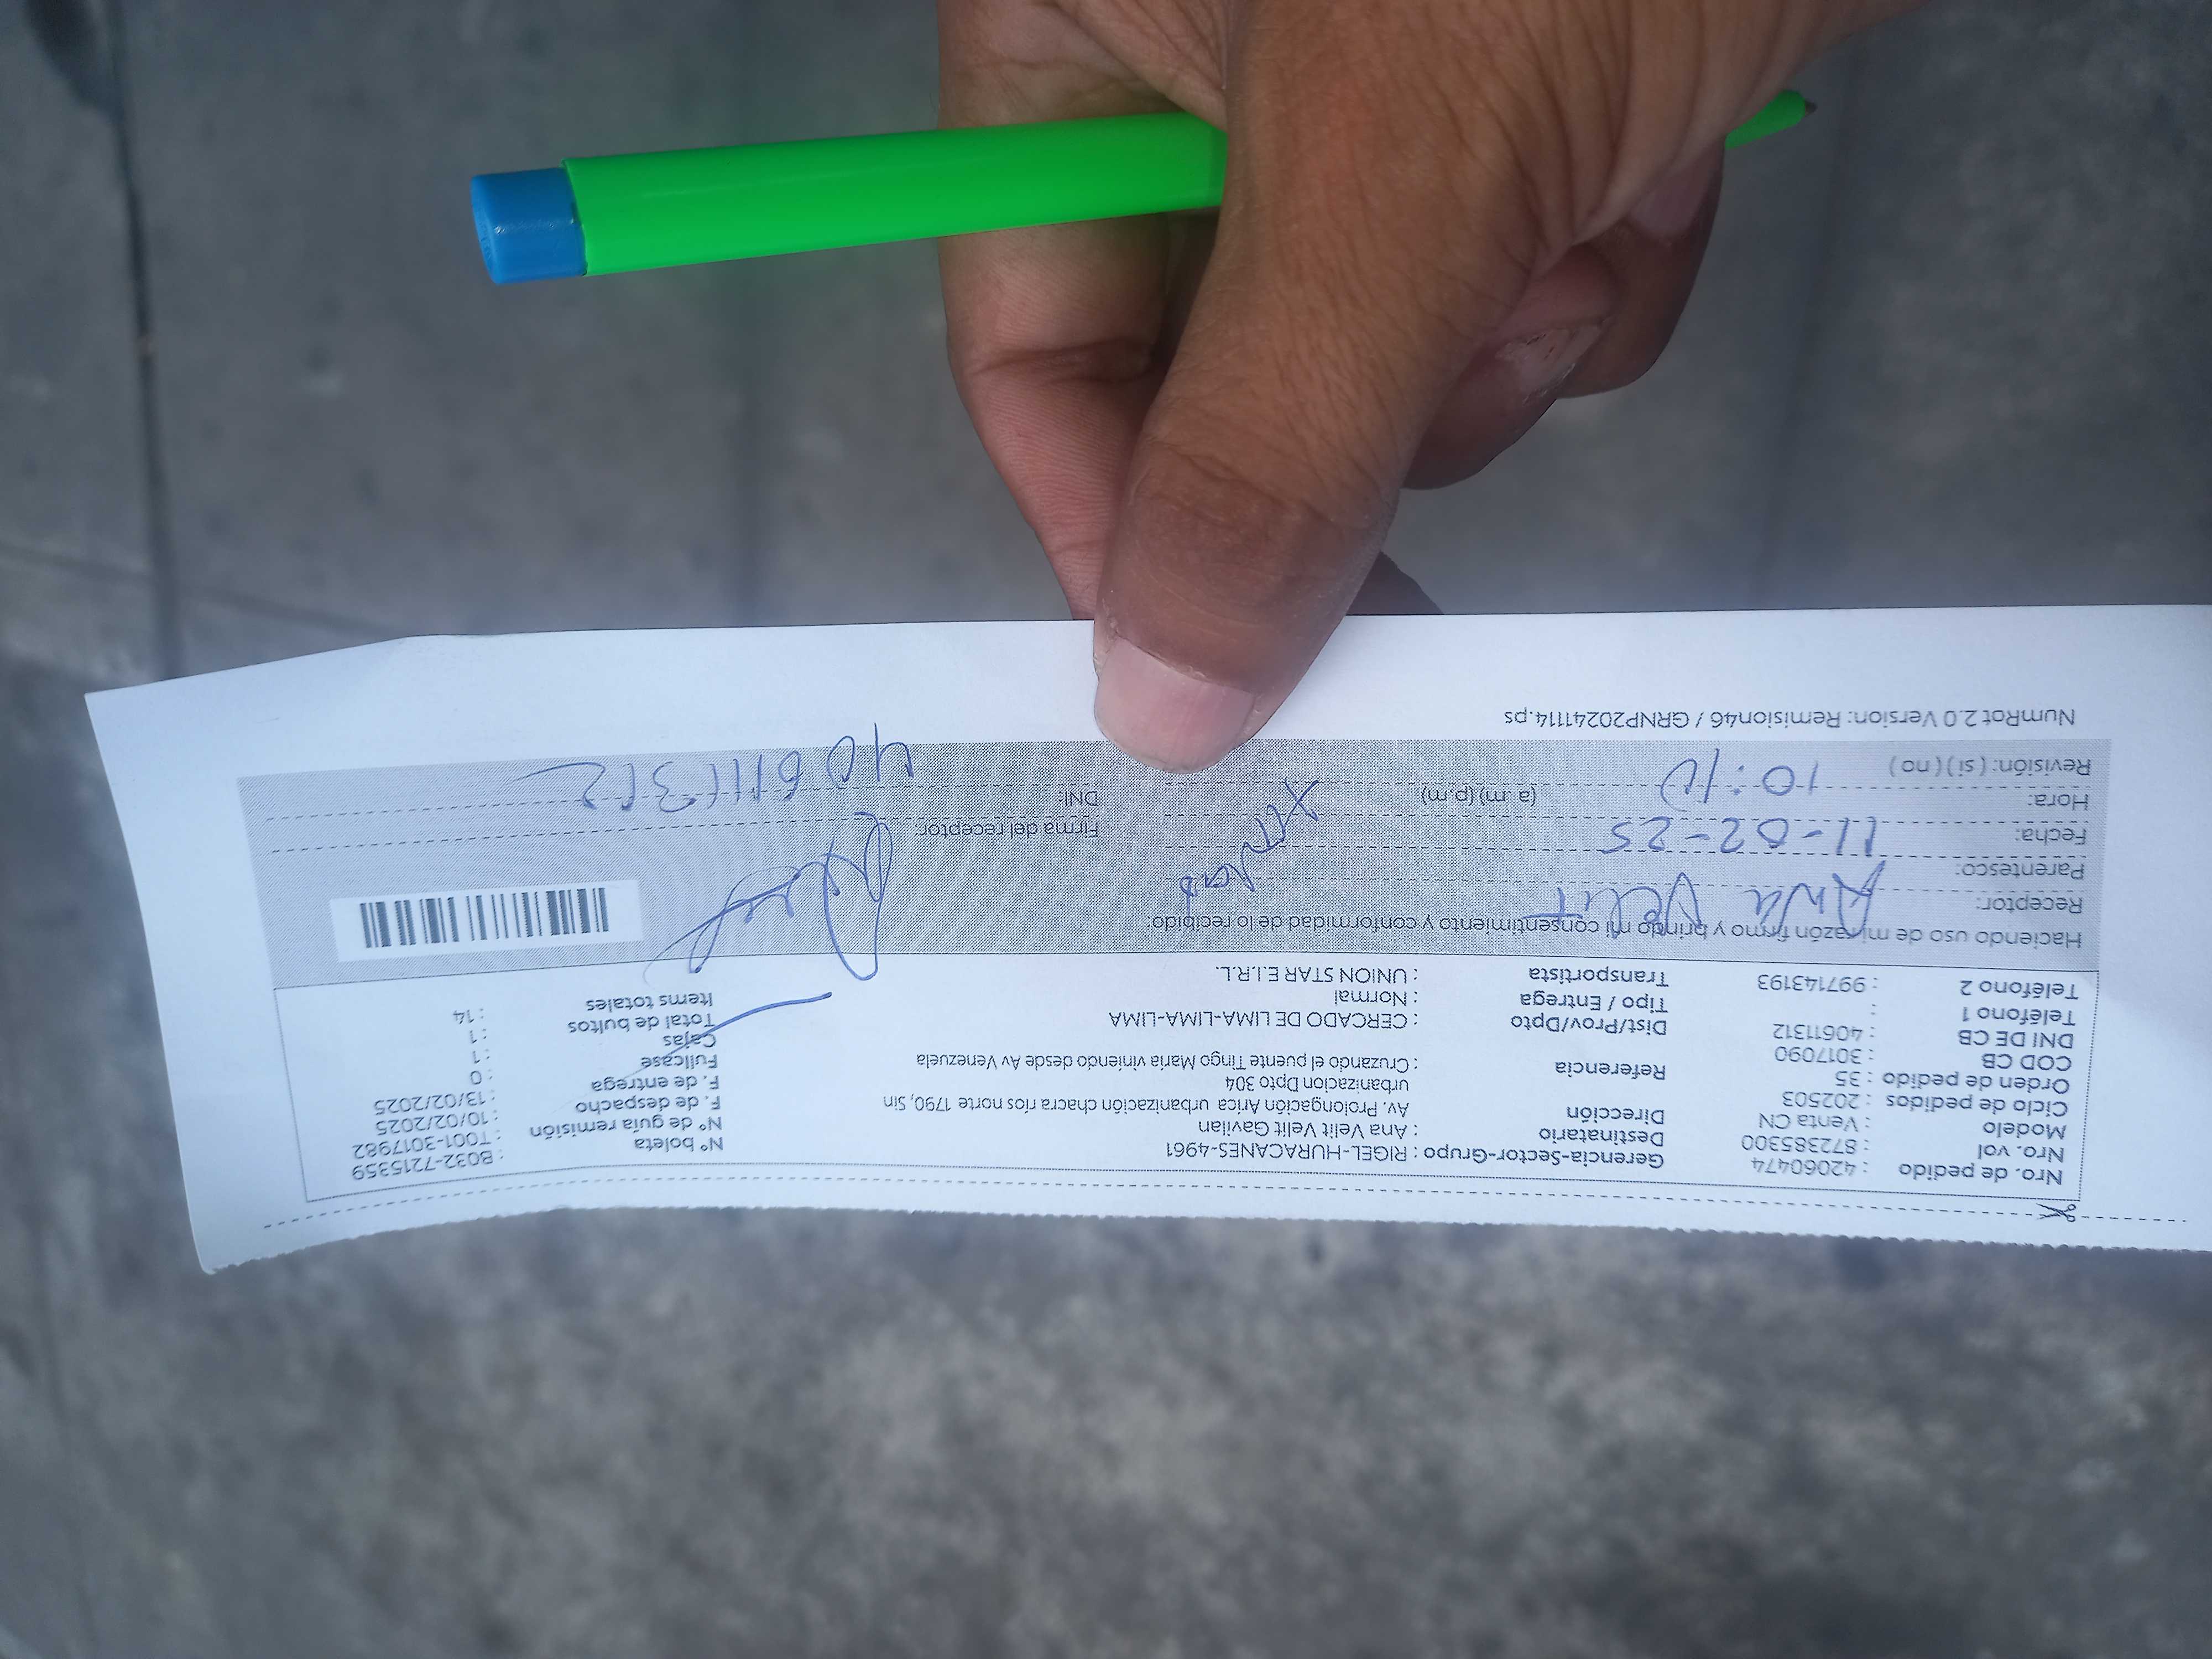 Nro. de pedido : 42060474
Nro. vol : 872385300
Modelo : Venta CN
Ciclo de pedidos : 202503
Orden de pedido : 35
COD CB : 3017090
DNI DE CB : 40611312
Teléfono 1 :
Teléfono 2 : 997143193
Gerencia-Sector-Grupo : RIGEL-HURACANES-4961
Destinatario : Ana Velit Velit Gavilan
Dirección Av. Prolongación Arica urbanización chacra rios norte 1790, Sin
urbanizacion Dpto 304
Referencia : Cruzando el puente Tingo Maria viniendo desde Av Venezuela
Dist/Prov/Dpto : CERCADO DE LIMA-LIMA-LIMA
Tipo / Entrega : Normal
Transportista : UNION STAR E.I.R.L.
N° boleta : B032-7215359
N° de guía remisión : T001-3017982
F. de despacho : 10/02/2025
F. de entrega : 13/02/2025
Fullcase : 0
Cajas : 1
Total de bultos : 1
Items totales : 14
Haciendo uso de mi razón firmo y brindo mi consentimiento y conformidad de lo recibido:
Receptor: Ana Velit
Parentesco:
Fecha: 11-02-25
Hora: 10:10 (a.m) (p.m)
Revisión: ( si ) ( no )
Firma del receptor:
DNI: 40611312
NumRot 2.0 Version: Remision46 / GRNP20241114.ps